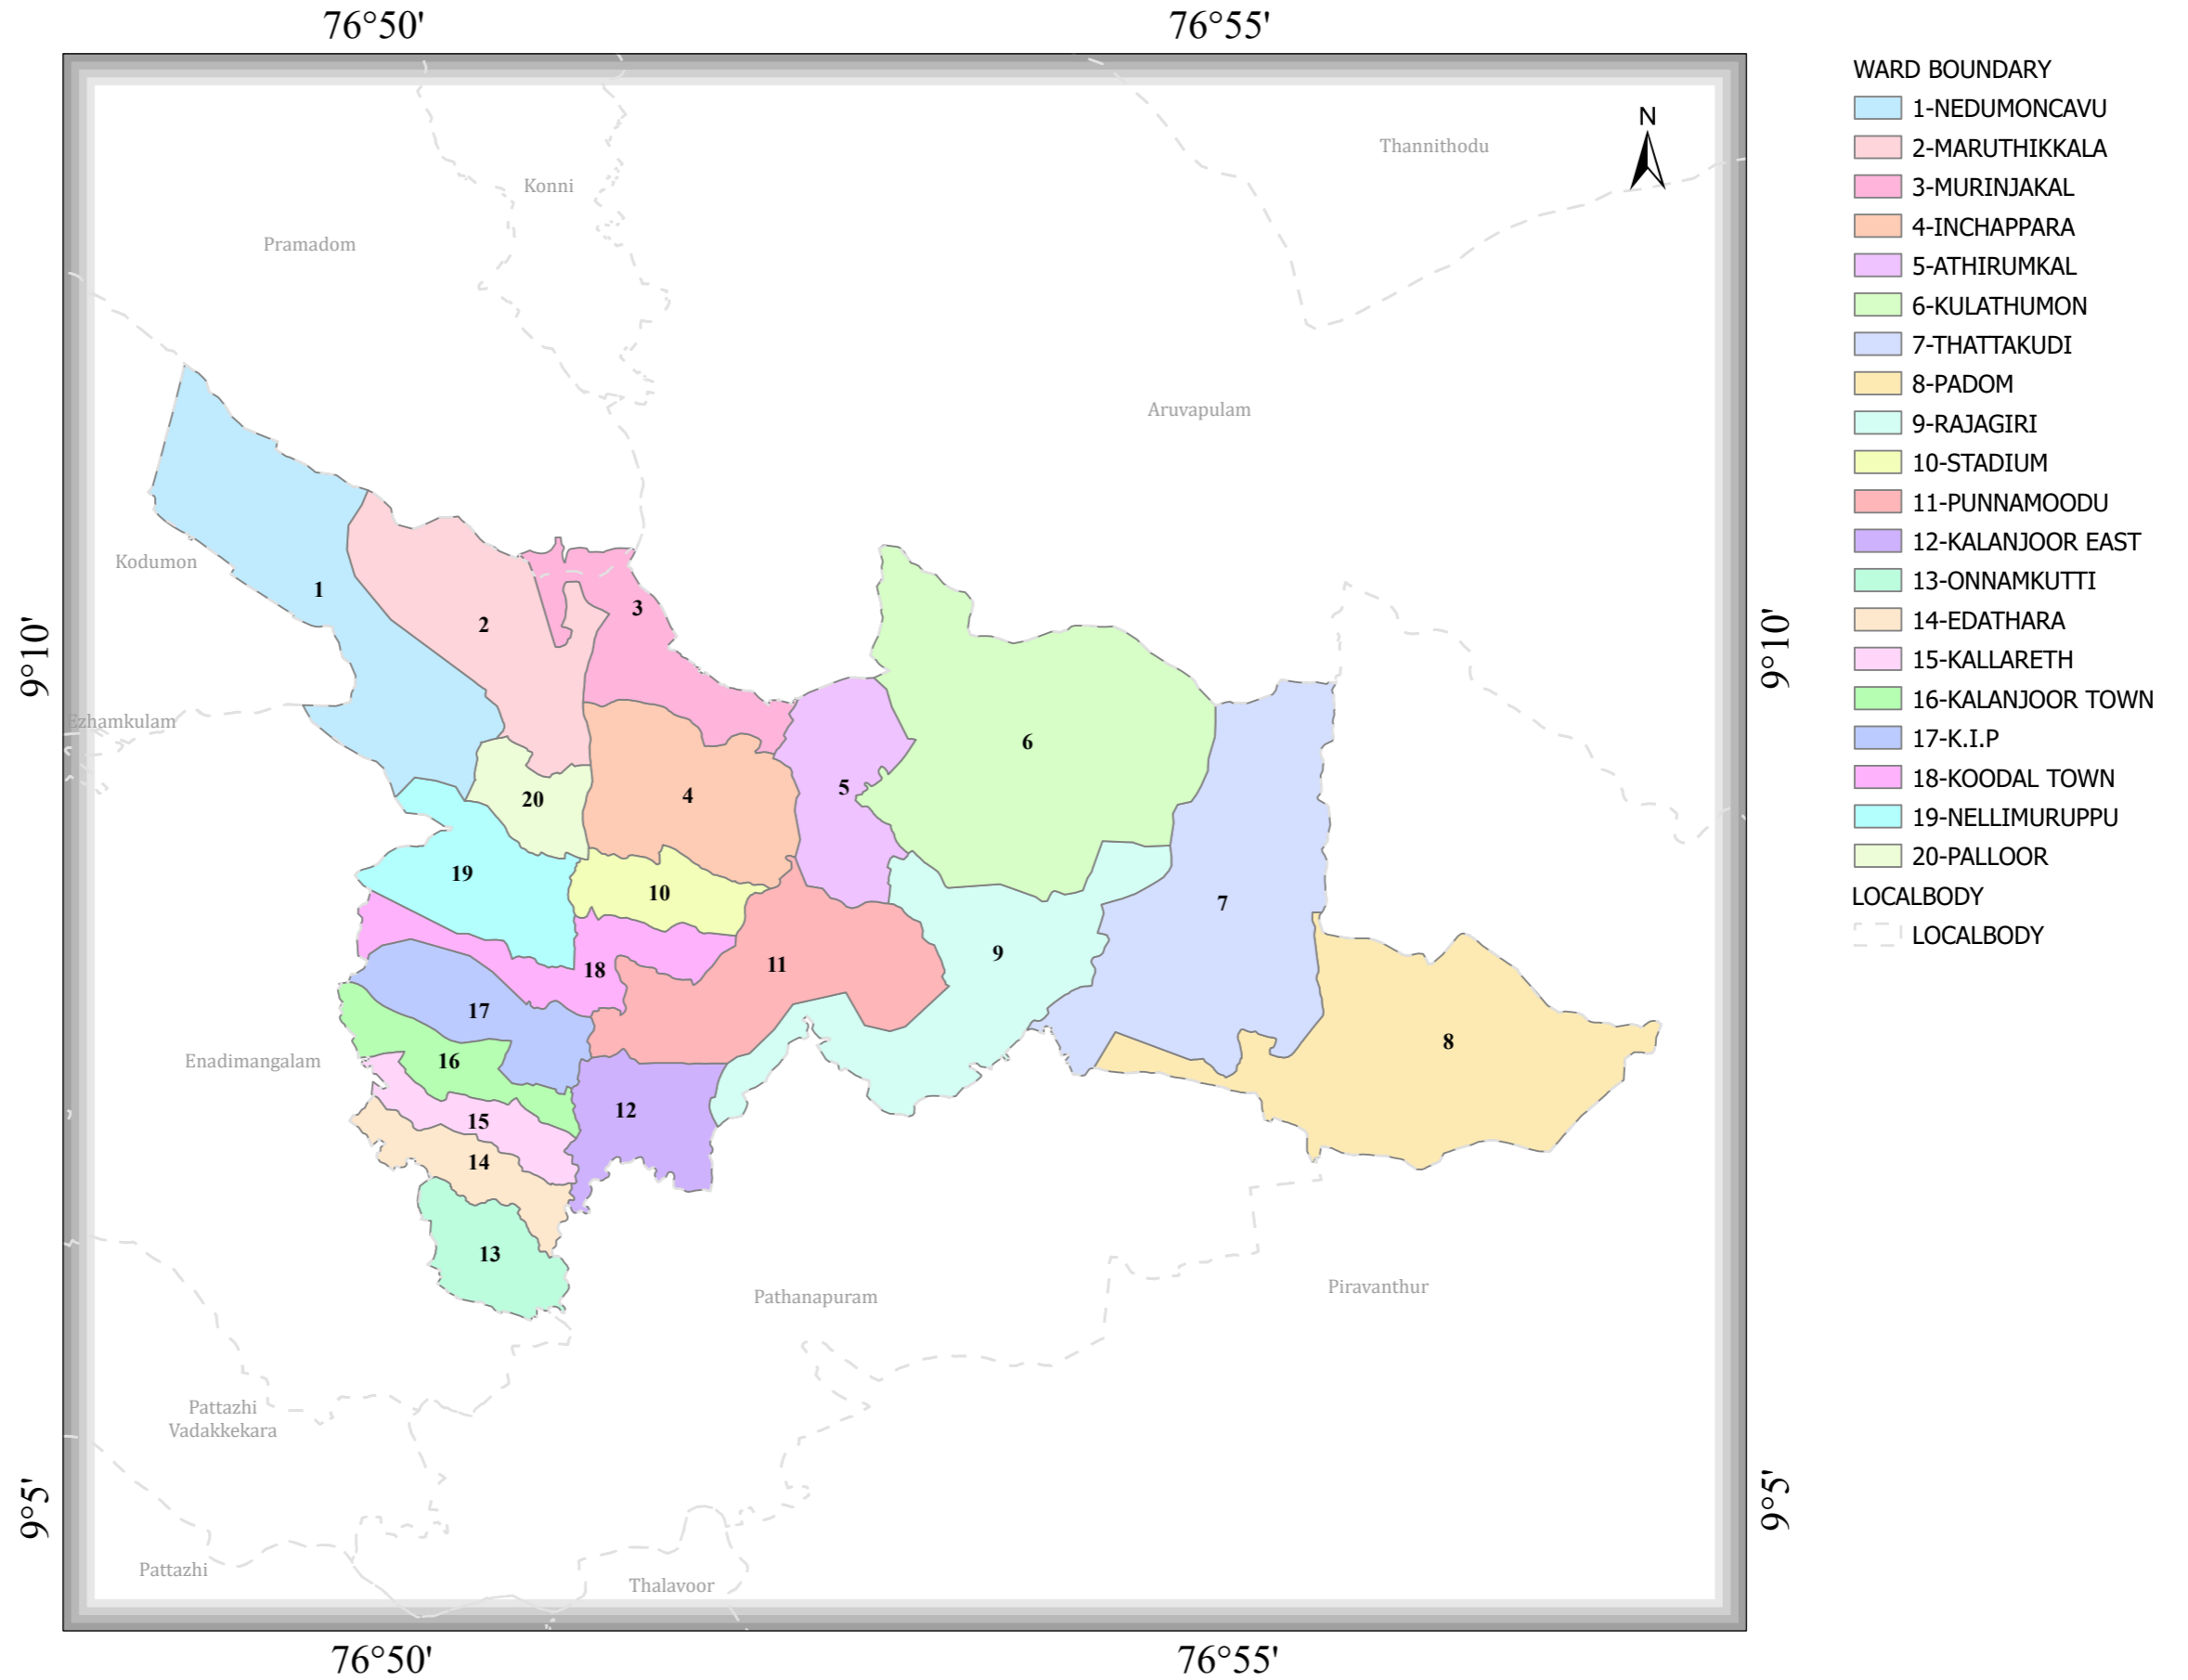 76°50'
76°55'
WARD BOUNDARY
1-NEDUMONCAVU
2-MARUTHIKKALA
3-MURINJAKAL
4-INCHAPPARA
5-ATHIRUMKAL
6-KULATHUMON
7-THATTAKUDI
8-PADOM
9-RAJAGIRI
10-STADIUM
11-PUNNAMOODU
12-KALANJOOR EAST
13-ONNAMKUTTI
14-EDATHARA
15-KALLARETH
16-KALANJOOR TOWN
17-K.I.P
18-KOODAL TOWN
19-NELLIMURUPPU
20-PALLOOR
LOCALBODY
LOCALBODY
N
Thannithodu
Konni
Pramadom
Aruvapulam
Kodumon
1
2
3
9°10'
9°10'
Ezhamkulam
6
5
4
20
19
10
7
9
11
18
17
8
Enadimangalam
16
12
15
14
13
Piravanthur
Pathanapuram
Pattazhi
Vadakkekara
9°5'
9°5'
Pattazhi
Thalavoor
76°50'
76°55'